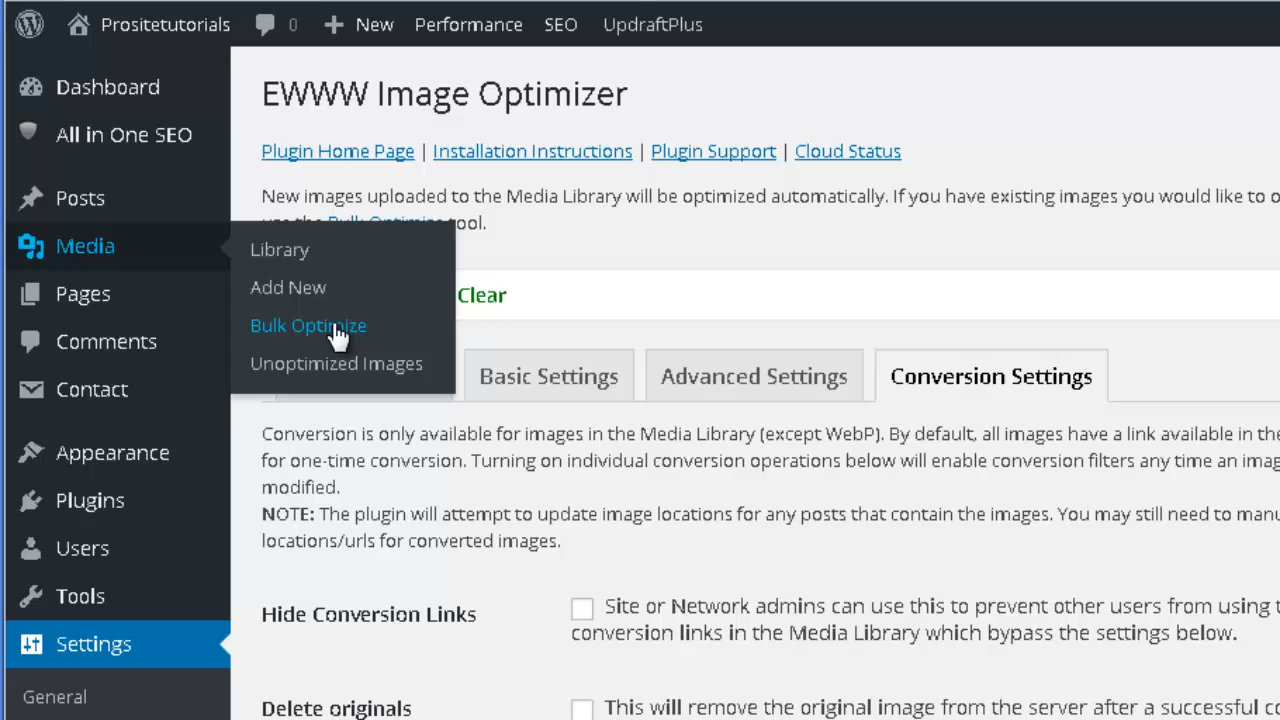 Prositetutorials 0 New Performance SEO UpdraftPlus
Dashboard
All in One SEO
Posts
Media
Pages
Comments
Contact
Appearance
Plugins
Users
Tools
Settings
General
Library
Add New
Bulk Optimize
Unoptimized Images
EWWW Image Optimizer
Plugin Home Page | Installation Instructions | Plugin Support | Cloud Status
New images uploaded to the Media Library will be optimized automatically. If you have existing images you would like to
use the Bulk Optimize tool.
Clear
Basic Settings Advanced Settings Conversion Settings
Conversion is only available for images in the Media Library (except WebP). By default, all images have a link available in the
for one-time conversion. Turning on individual conversion operations below will enable conversion filters any time an
modified.
NOTE: The plugin will attempt to update image locations for any posts that contain the images. You may still need to
locations/urls for converted images.
Hide Conversion Links
Site or Network admins can use this to prevent other users from using
conversion links in the Media Library which bypass the settings below.
Delete originals
This will remove the original image from the server after a successful